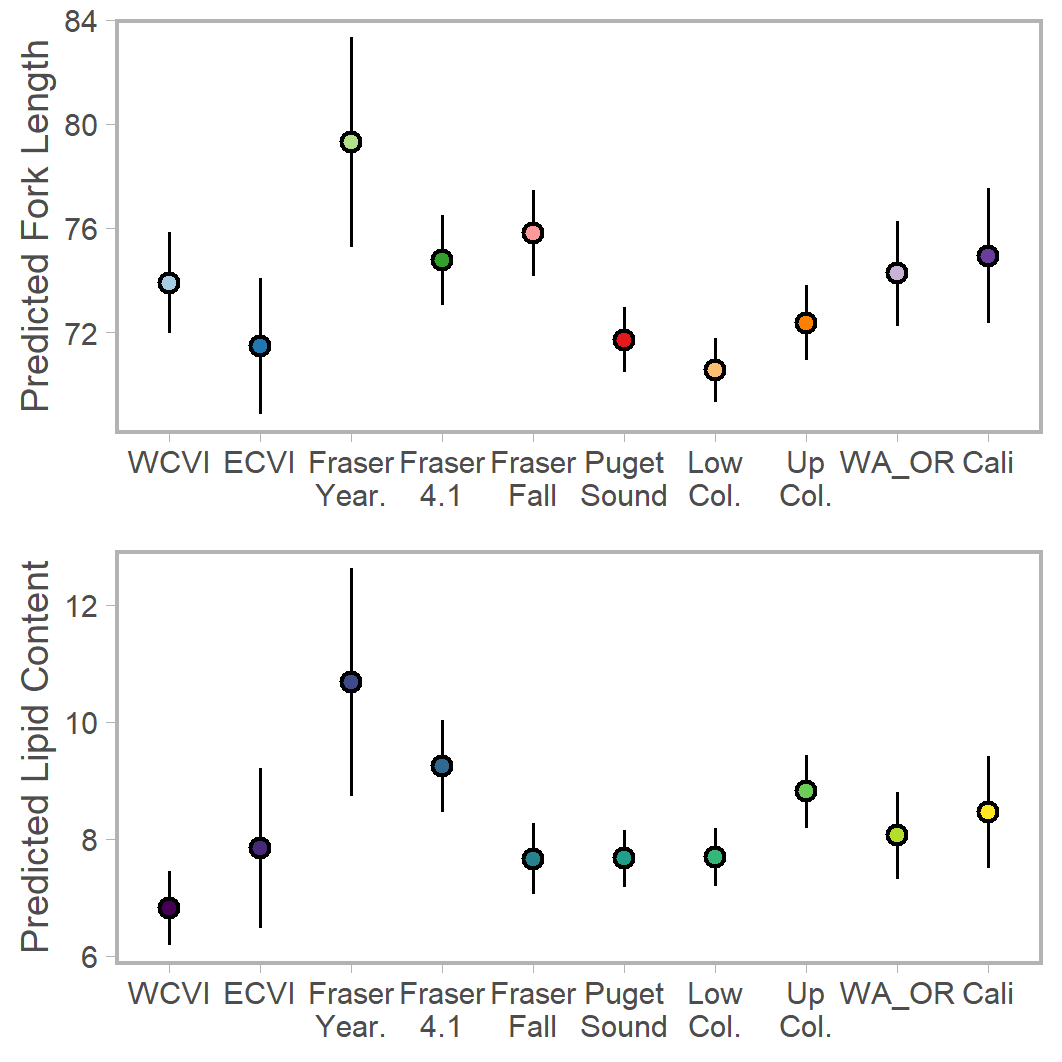 Predicted Fork Length
84
80
76
72
WCVI ECVI Fraser Fraser Fraser Puget Low Up WA_OR Cali
Year. 4.1 Fall Sound Col. Col.
Predicted Lipid Content
12
10
8
6
WCVI ECVI Fraser Fraser Fraser Puget Low Up WA_OR Cali
Year. 4.1 Fall Sound Col. Col.